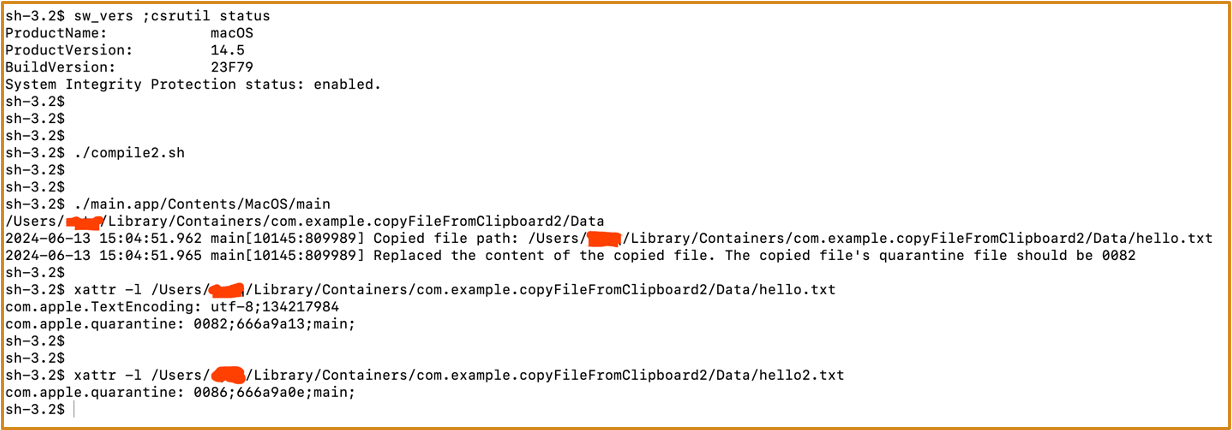 sh-3.2$ sw_vers ;csrutil status
ProductName:            macOS
ProductVersion:         14.5
BuildVersion:           23F79
System Integrity Protection status: enabled.
sh-3.2$
sh-3.2$
sh-3.2$
sh-3.2$ ./compile2.sh
sh-3.2$
sh-3.2$
sh-3.2$ ./main.app/Contents/MacOS/main
/Users/ /Library/Containers/com.example.copyFileFromClipboard2/Data
2024-06-13 15:04:51.962 main[10145:809989] Copied file path: /Users/ /Library/Containers/com.example.copyFileFromClipboard2/Data/hello.txt
2024-06-13 15:04:51.965 main[10145:809989] Replaced the content of the copied file. The copied file's quarantine file should be 0082
sh-3.2$
sh-3.2$ xattr -l /Users/ /Library/Containers/com.example.copyFileFromClipboard2/Data/hello.txt
com.apple.TextEncoding: utf-8;134217984
com.apple.quarantine: 0082;666a9a13;main;
sh-3.2$
sh-3.2$
sh-3.2$ xattr -l /Users/ /Library/Containers/com.example.copyFileFromClipboard2/Data/hello2.txt
com.apple.quarantine: 0086;666a9a0e;main;
sh-3.2$